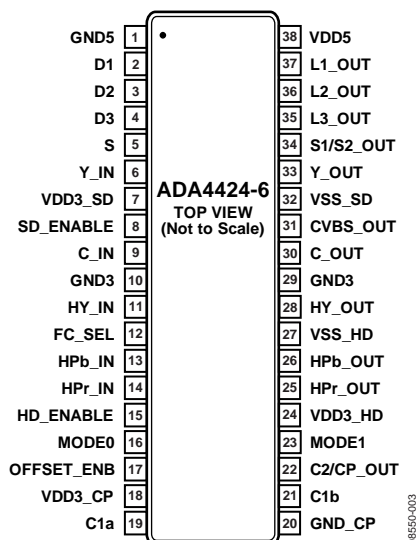 GND5 1 38 VDD5
D1 2 37 L1_OUT
D2 3 36 L2_OUT
D3 4 35 L3_OUT
S 5 34 S1/S2_OUT
Y_IN 6 33 Y_OUT
VDD3_SD 7 ADA4424-6 32 VSS_SD
TOP VIEW
SD_ENABLE 8 (Not to Scale) 31 CVBS_OUT
C_IN 9 30 C_OUT
GND3 10 29 GND3
HY_IN 11 28 HY_OUT
FC_SEL 12 27 VSS_HD
HPb_IN 13 26 HPb_OUT
HPr_IN 14 25 HPr_OUT
HD_ENABLE 15 24 VDD3_HD
MODE0 16 23 MODE1
OFFSET_ENB 17 22 C2/CP_OUT
VDD3_CP 18 21 C1b
C1a 19 20 GND_CP
08550-003